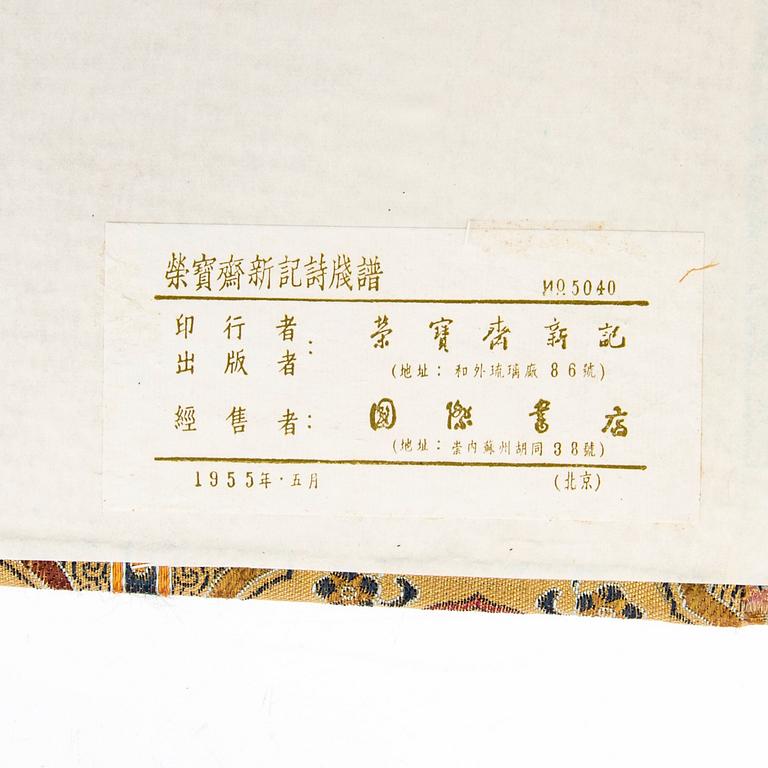 榮寶齋新記詩牋譜 No 5040
印行者
出版者 : 榮寶齋新記
(地址: 和外琉璃廠 86號)
經售者: 國際書店
(地址: 崇內蘇州胡同 38號)
1955年·五月 (北京)